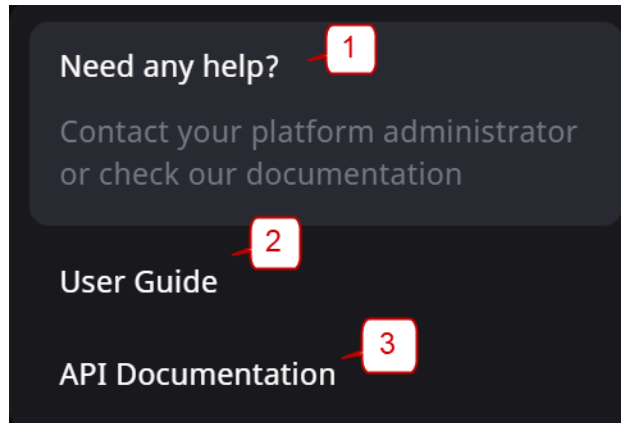 Need any help?
1
Contact your platform administrator
or check our documentation
2
User Guide
3
API Documentation